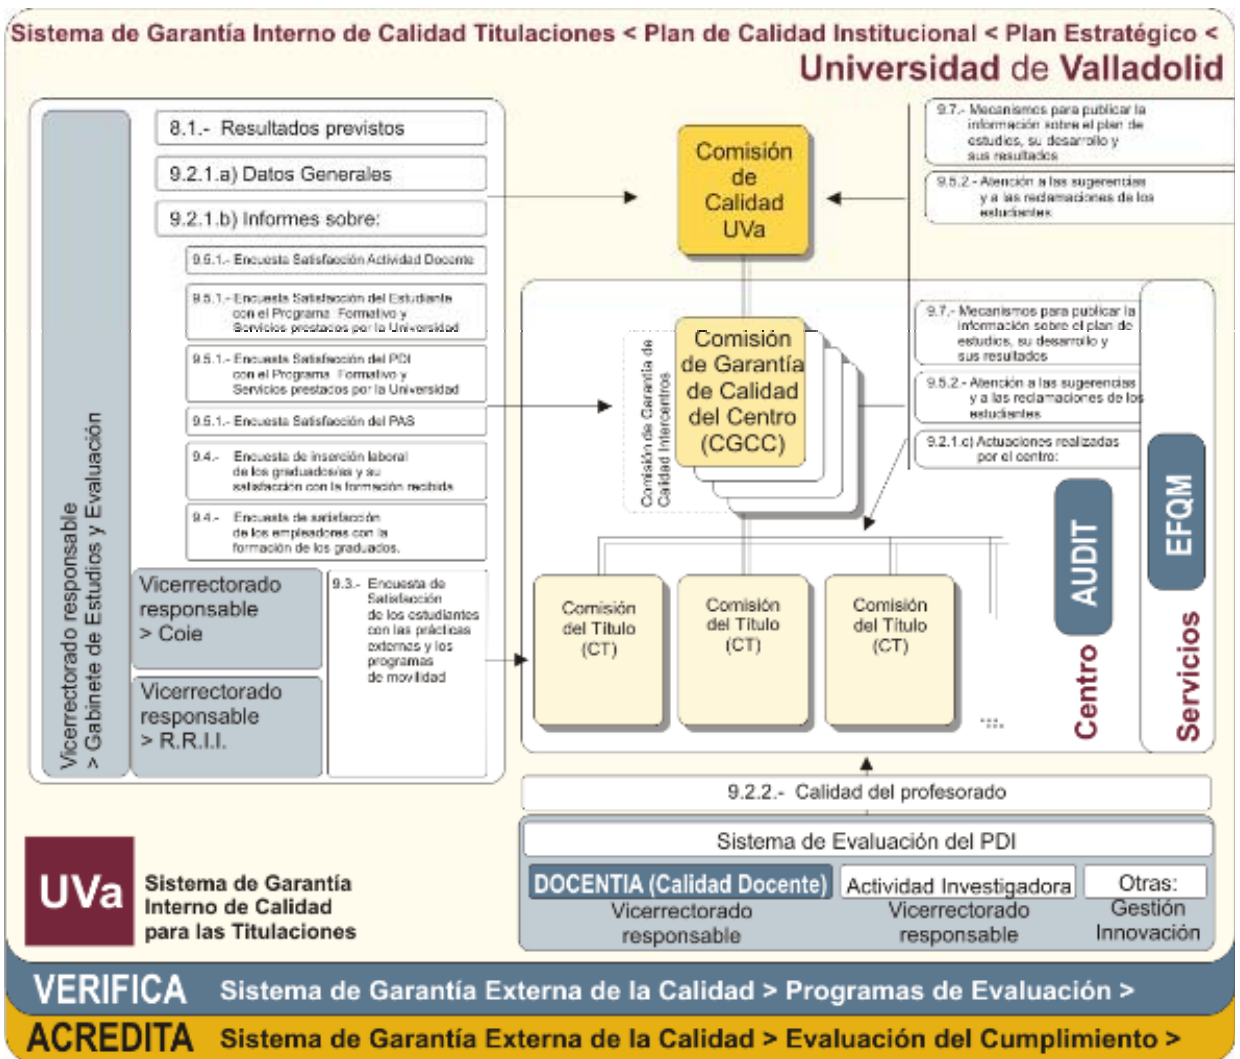 Sistema de Garantía Interno de Calidad Titulaciones < Plan de Calidad Institucional < Plan Estratégico <
Universidad de Valladolid
Vicerrectorado responsable
> Gabinete de Estudios y Evaluación
8.1.- Resultados previstos
9.2.1.a) Datos Generales
9.2.1.b) Informes sobre:
9.5.1.- Encuesta Satisfacción Actividad Docente
9.5.1.- Encuesta Satisfacción del Estudiante
con el Programa Formativo y
Servicios prestados por la Universidad
9.5.1.- Encuesta Satisfacción del PDI
con el Programa Formativo y
Servicios prestados por la Universidad
9.5.1.- Encuesta Satisfacción del PAS
9.4.- Encuesta de inserción laboral
de los graduados/as y su
satisfacción con la formación recibida
9.4.- Encuesta de satisfacción
de los empleadores con la
formación de los graduados.
Vicerrectorado
responsable
> Coie
Vicerrectorado
responsable
> R.R.I.I.
9.3.- Encuesta de
Satisfacción
de los estudiantes
con las prácticas
externas y los
programas
de movilidad
Comisión
de
Calidad
UVa
9.7.- Mecanismos para publicar la
información sobre el plan de
estudios, su desarrollo y
sus resultados
9.5.2.- Atención a las sugerencias
y a las reclamaciones de los
estudiantes
Comisión de Garantía de
Calidad Intercentros
Comisión
de Garantía
de Calidad
del Centro
(CGCC)
9.7.- Mecanismos para publicar la
información sobre el plan de
estudios, su desarrollo y
sus resultados
9.5.2.- Atención a las sugerencias
y a las reclamaciones de los
estudiantes
9.2.1.c) Actuaciones realizadas
por el centro:
Comisión
del Título
(CT)
Comisión
del Título
(CT)
Comisión
del Título
(CT)
Centro
AUDIT
Servicios
EFQM
9.2.2.- Calidad del profesorado
Sistema de Evaluación del PDI
DOCENTIA (Calidad Docente)
Vicerrectorado
responsable
Actividad Investigadora
Vicerrectorado
responsable
Otras:
Gestión
Innovación
UVa
Sistema de Garantía
Interno de Calidad
para las Titulaciones
VERIFICA Sistema de Garantía Externa de la Calidad > Programas de Evaluación >
ACREDITA Sistema de Garantía Externa de la Calidad > Evaluación del Cumplimiento >